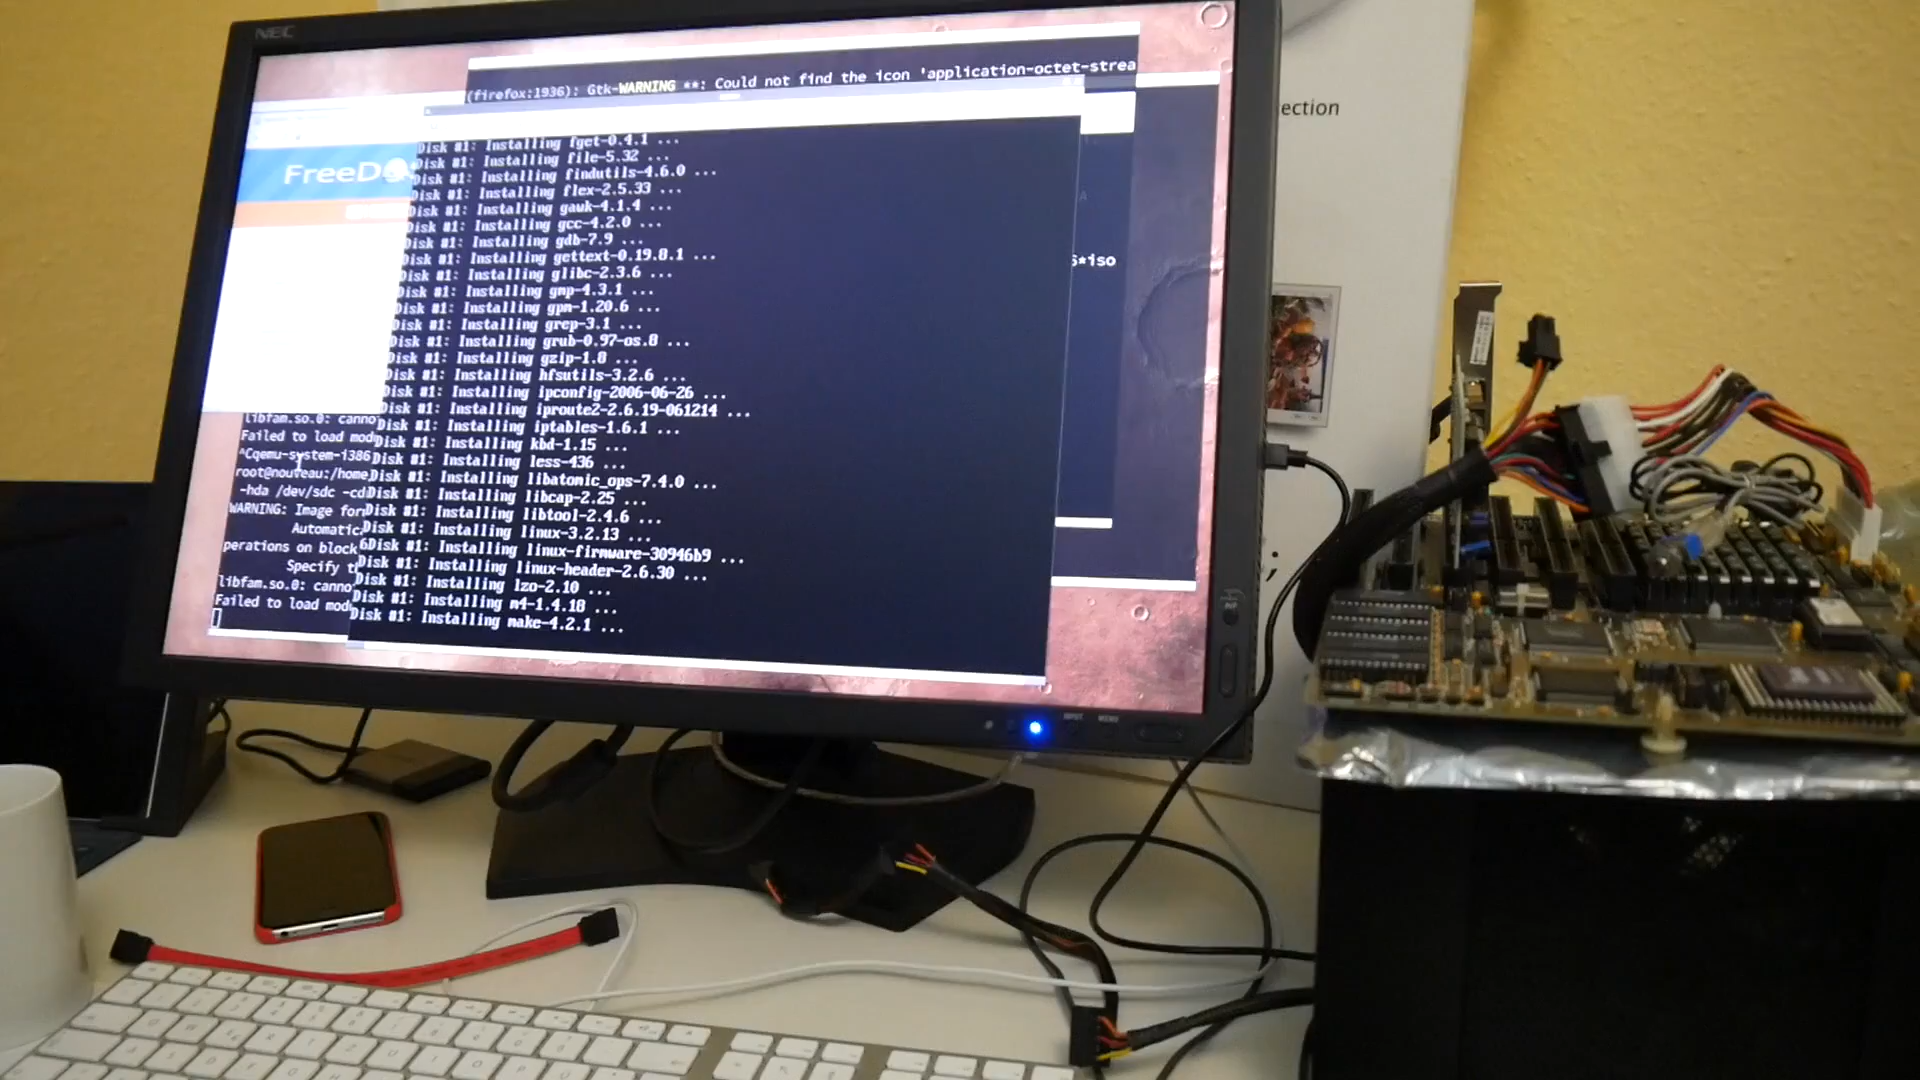 NEC
(firefox:1936): Gtk-WARNING **: Could not find the icon 'application-octet-strea
ection
FreeD
Disk #1: Installing fget-0.4.1 ...
Disk #1: Installing file-5.32 ...
Disk #1: Installing findutils-4.6.0 ...
Disk #1: Installing flex-2.5.33 ...
Disk #1: Installing gawk-4.1.4 ...
Disk #1: Installing gcc-4.2.0 ...
Disk #1: Installing gdb-7.9 ...
Disk #1: Installing gettext-0.19.8.1 ...
Disk #1: Installing glibc-2.3.6 ...
Disk #1: Installing gmp-4.3.1 ...
Disk #1: Installing gpm-1.20.6 ...
Disk #1: Installing grep-3.1 ...
Disk #1: Installing grub-0.97-os.8 ...
Disk #1: Installing gzip-1.8 ...
Disk #1: Installing hfsutils-3.2.6 ...
Disk #1: Installing ipconfig-2006-06-26 ...
Disk #1: Installing iproute2-2.6.19-061214 ...
Disk #1: Installing iptables-1.6.1 ...
Disk #1: Installing kbd-1.15 ...
Disk #1: Installing less-436 ...
Disk #1: Installing libatomic_ops-7.4.0 ...
Disk #1: Installing libcap-2.25 ...
Disk #1: Installing libtool-2.4.6 ...
Disk #1: Installing linux-3.2.13 ...
Disk #1: Installing linux-firmware-30946b9 ...
Disk #1: Installing linux-header-2.6.30 ...
Disk #1: Installing lzo-2.10 ...
Disk #1: Installing m4-1.4.18 ...
Disk #1: Installing make-4.2.1 ...
*iso
libfam.so.0: canno
Failed to load mod
^Cqemu-system-i386
root@nouveau:/home
-hda /dev/sdc -cd
WARNING: Image for
Automatic
perations on block
Specify t
libfam.so.0: canno
Failed to load modu
INPUT
MENU